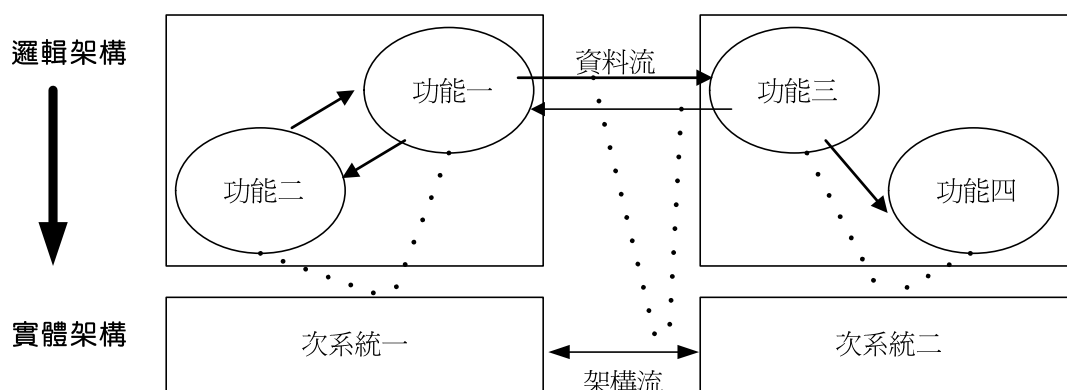 邏輯架構
資料流
功能一
功能三
功能二
功能四
實體架構
次系統一
次系統二
架構流